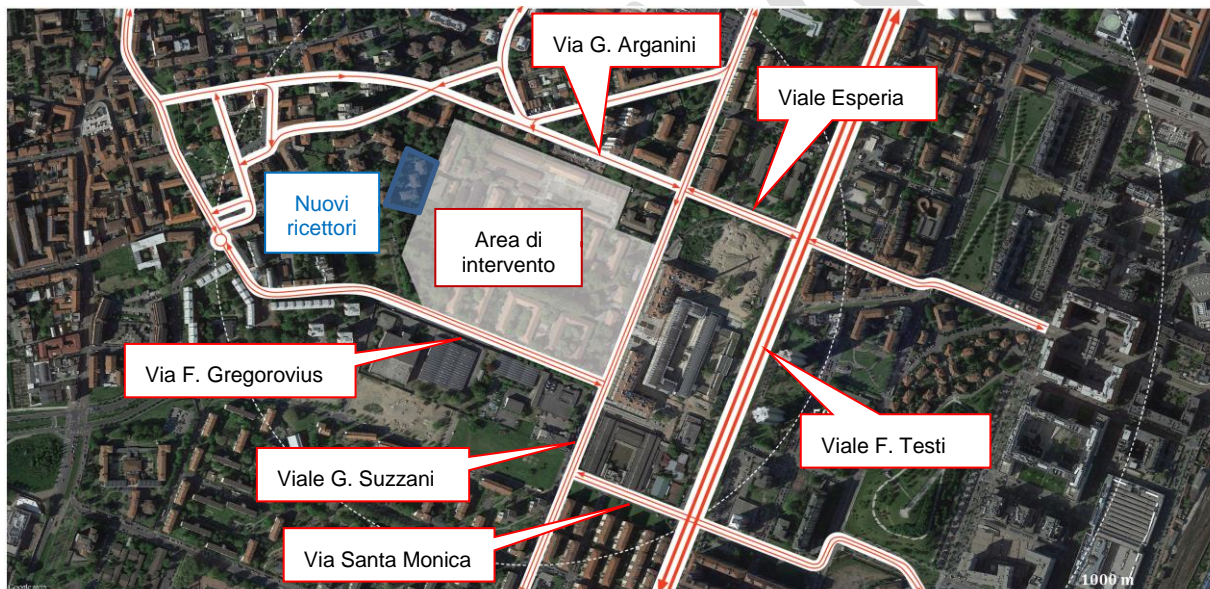 Via G. Arganini
Viale Esperia
Nuovi
ricettori
Area di
intervento
Via F. Gregorovius
Viale F. Testi
Viale G. Suzzani
Via Santa Monica
1000 m